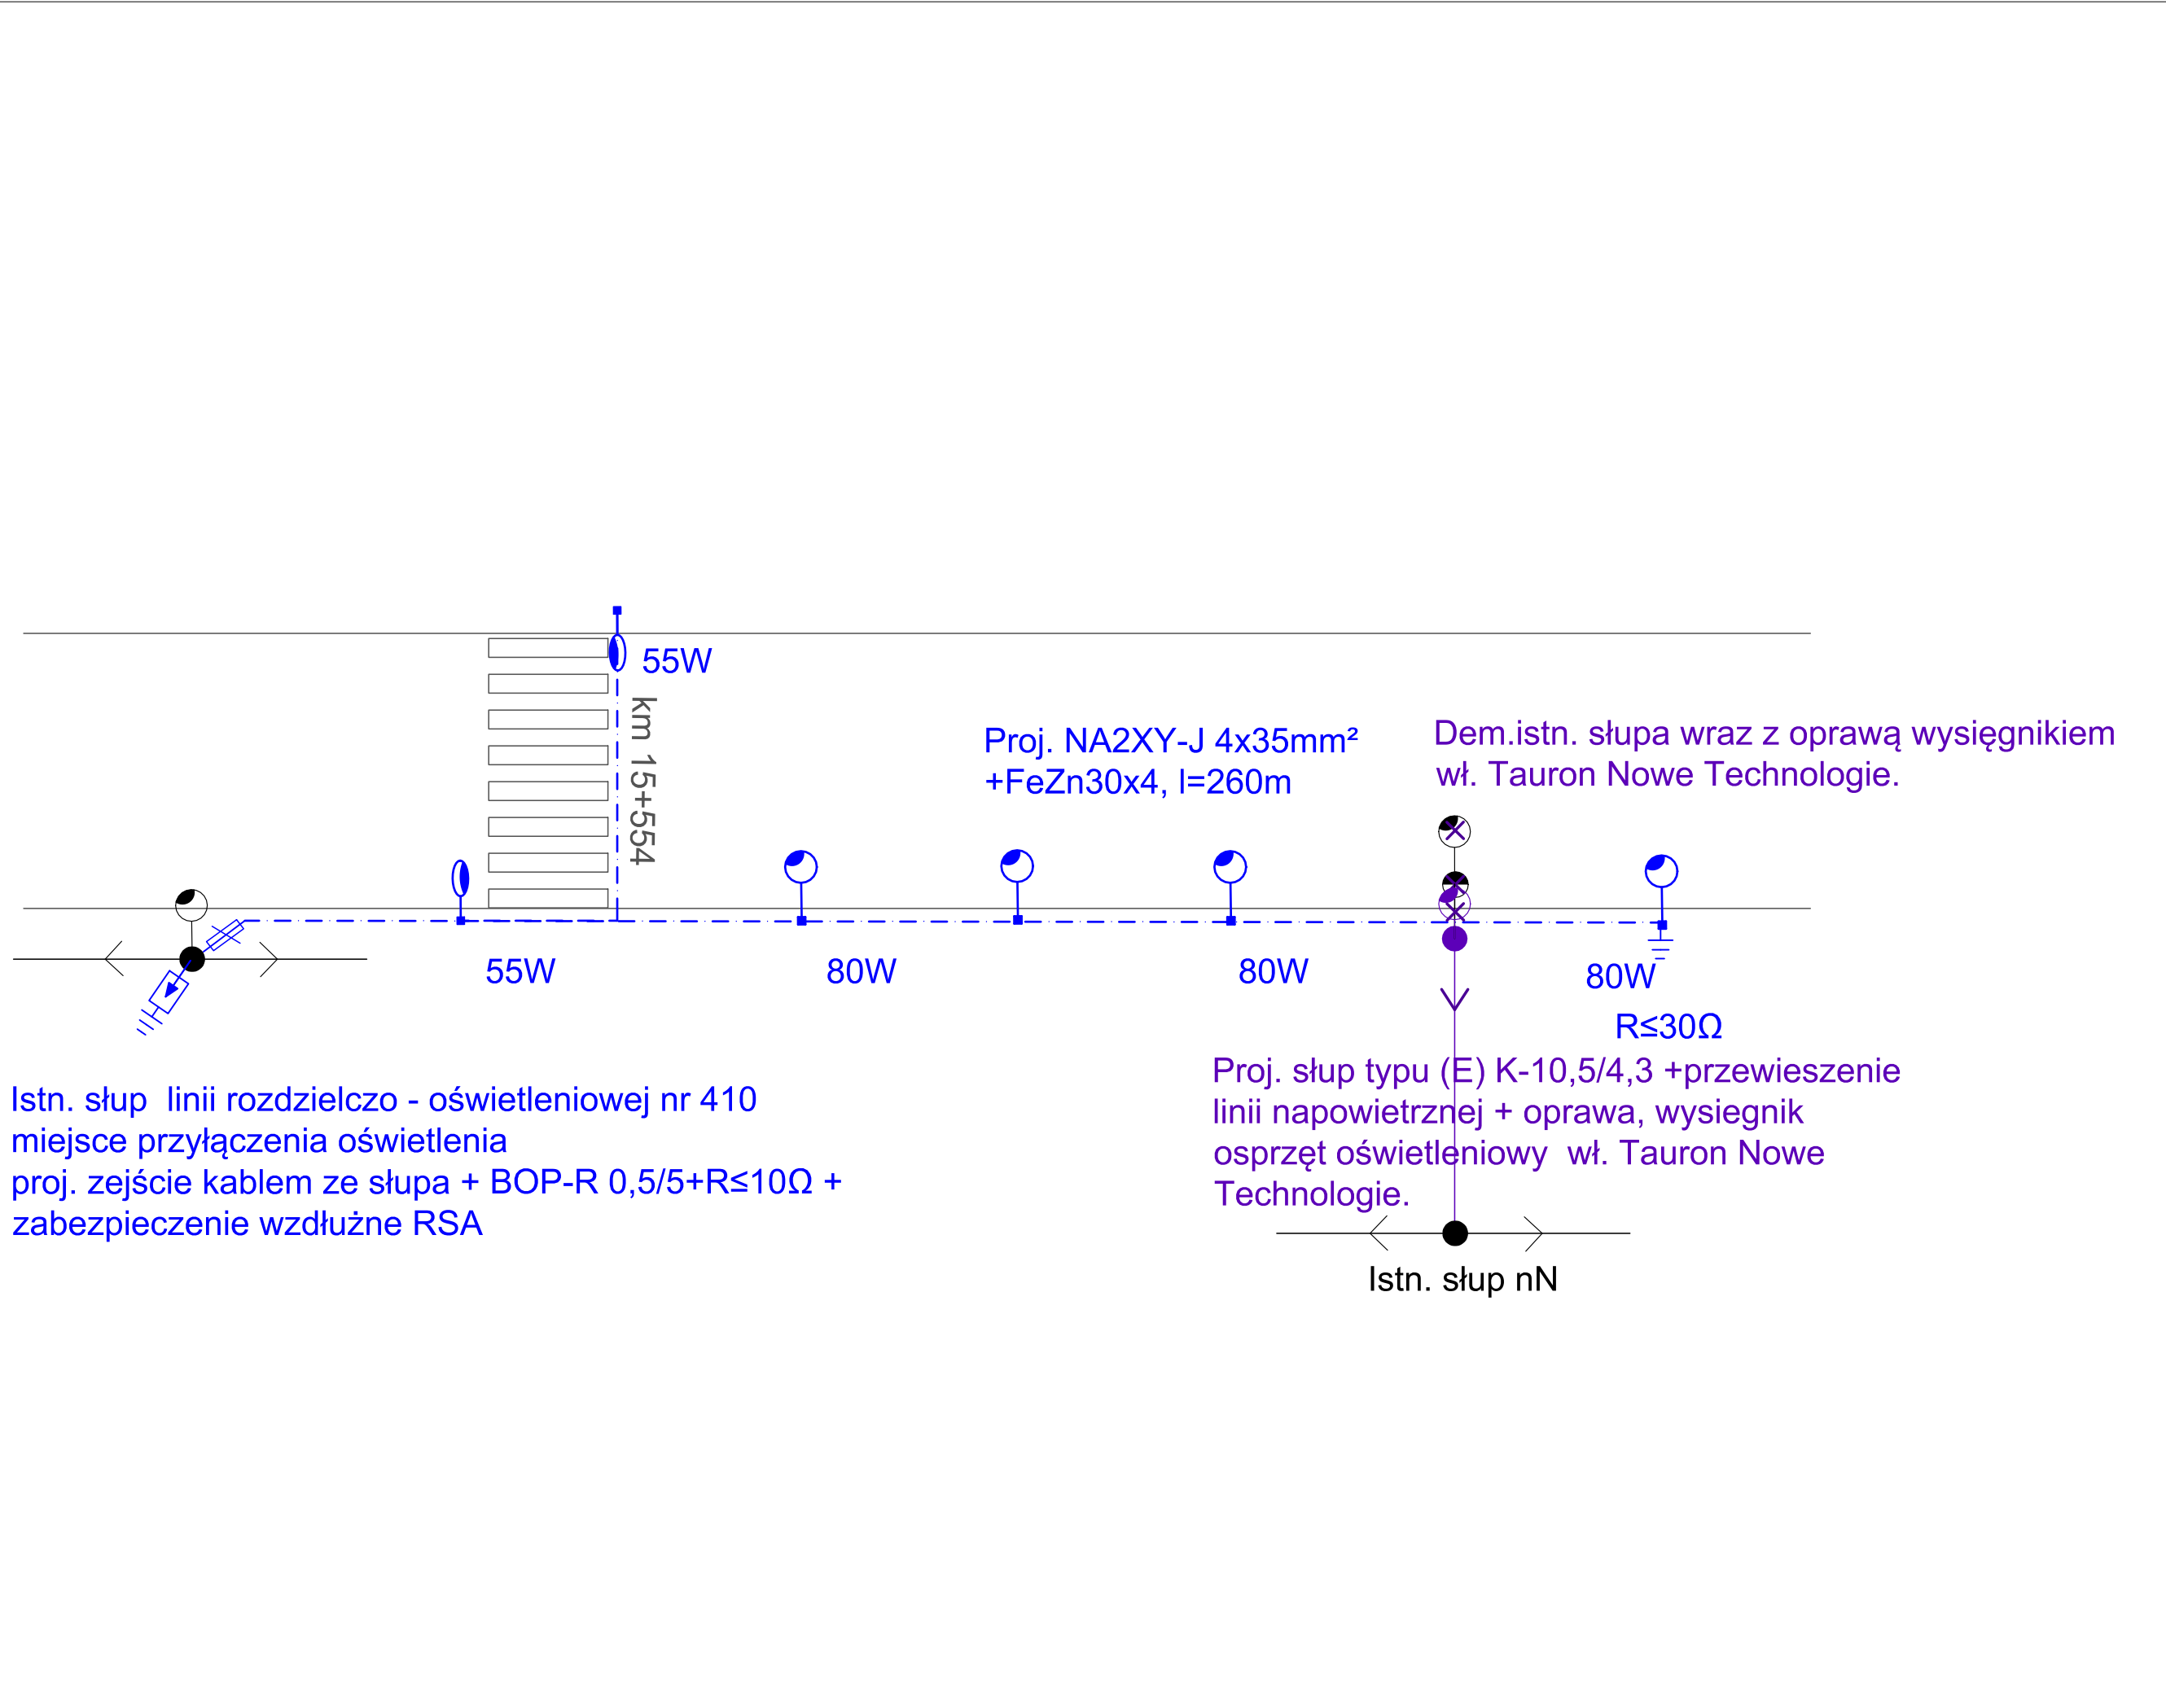 55W
km 15+554
Proj. NA2XY-J 4x35mm²
+FeZn30x4, l=260m
Dem.istn. słupa wraz z oprawą wysięgnikiem
wł. Tauron Nowe Technologie.
55W
80W
80W
80W
R≤30Ω
Proj. słup typu (E) K-10,5/4,3 +przewieszenie
linii napowietrznej + oprawa, wysiegnik
osprzęt oświetleniowy wł. Tauron Nowe
Technologie.
Istn. słup linii rozdzielczo - oświetleniowej nr 410
miejsce przyłączenia oświetlenia
proj. zejście kablem ze słupa + BOP-R 0,5/5+R≤10Ω +
zabezpieczenie wzdłużne RSA
Istn. słup nN